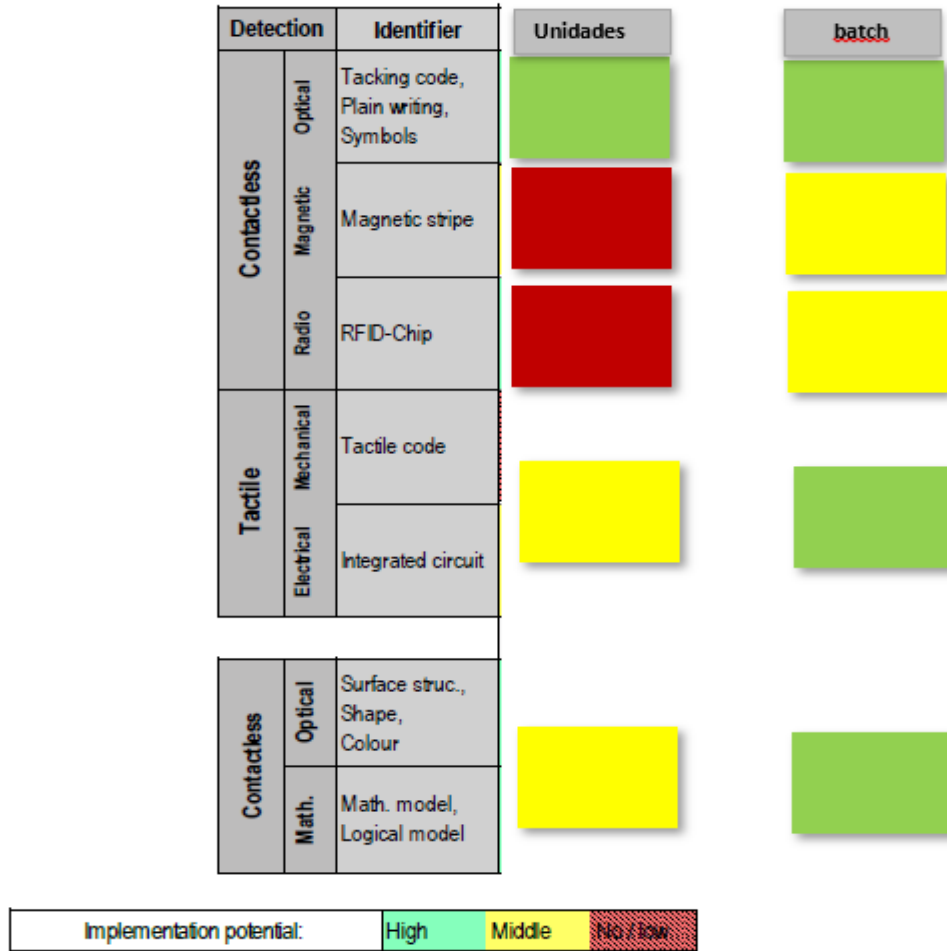 Detection Identifier Unidades batch
Contactless
Optical
Tacking code,
Plain writing,
Symbols
Magnetic
Magnetic stripe
Radio
RFID-Chip
Tactile
Mechanical
Tactile code
Electrical
Integrated circuit
Contactless
Optical
Surface struc.,
Shape,
Colour
Math.
Math. model,
Logical model
Implementation potential: High Middle No / low